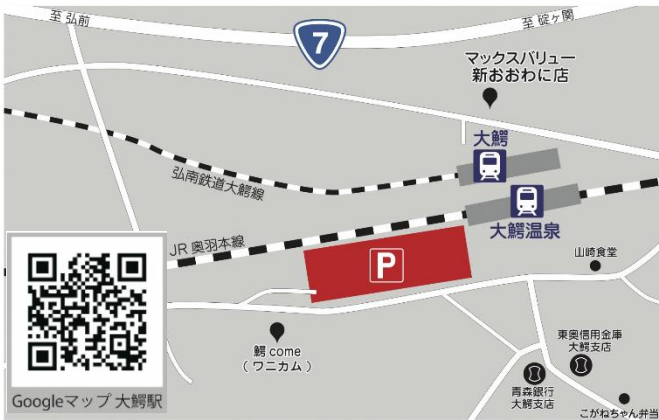 至 弘前
7
至 碇ヶ関
マックスバリュー
新おおわに店
大鰐
弘南鉄道大鰐線
大鰐温泉
JR 奥羽本線
P
山崎食堂
鰐 come
( ワニカム )
東奥信用金庫
大鰐支店
青森銀行
大鰐支店
こがねちゃん弁当
Googleマップ 大鰐駅